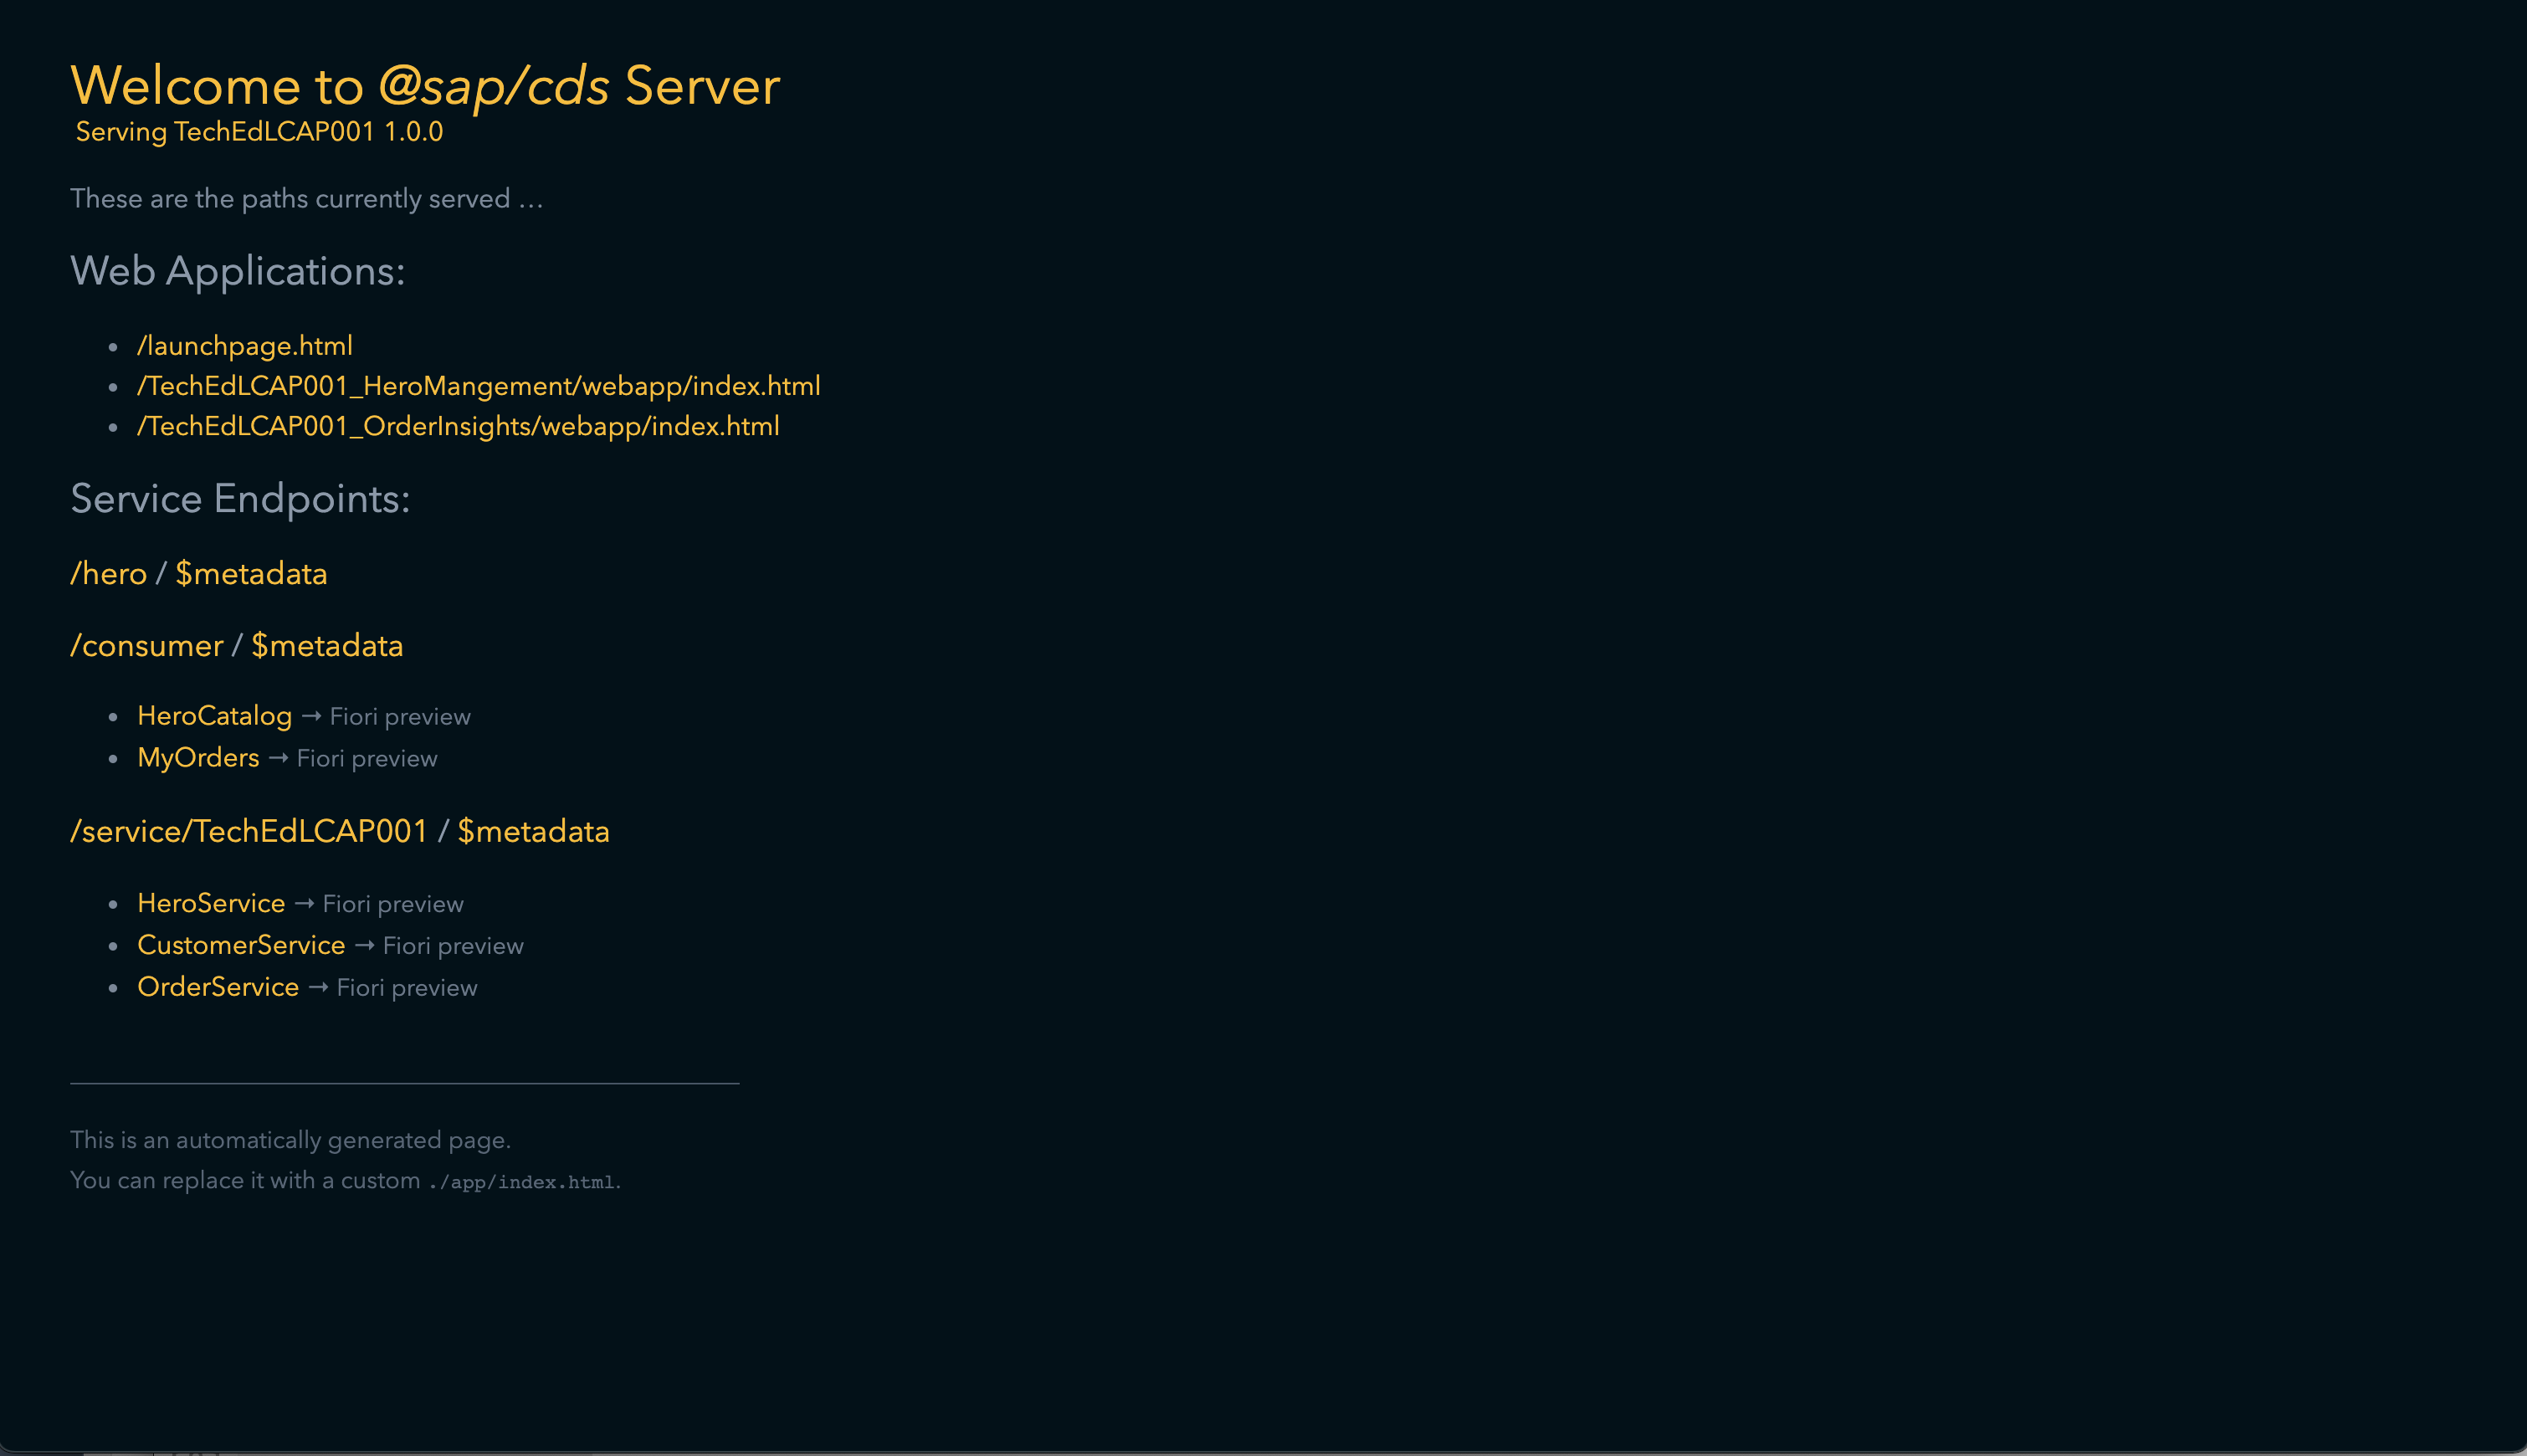 Welcome to @sap/cds Server
Serving TechEdLCAP001 1.0.0
These are the paths currently served …
Web Applications:
• /launchpage.html
• /TechEdLCAP001_HeroMangement/webapp/index.html
• /TechEdLCAP001_OrderInsights/webapp/index.html
Service Endpoints:
/hero / $metadata
/consumer / $metadata
• HeroCatalog → Fiori preview
• MyOrders → Fiori preview
/service/TechEdLCAP001 / $metadata
• HeroService → Fiori preview
• CustomerService → Fiori preview
• OrderService → Fiori preview
This is an automatically generated page.
You can replace it with a custom ./app/index.html.